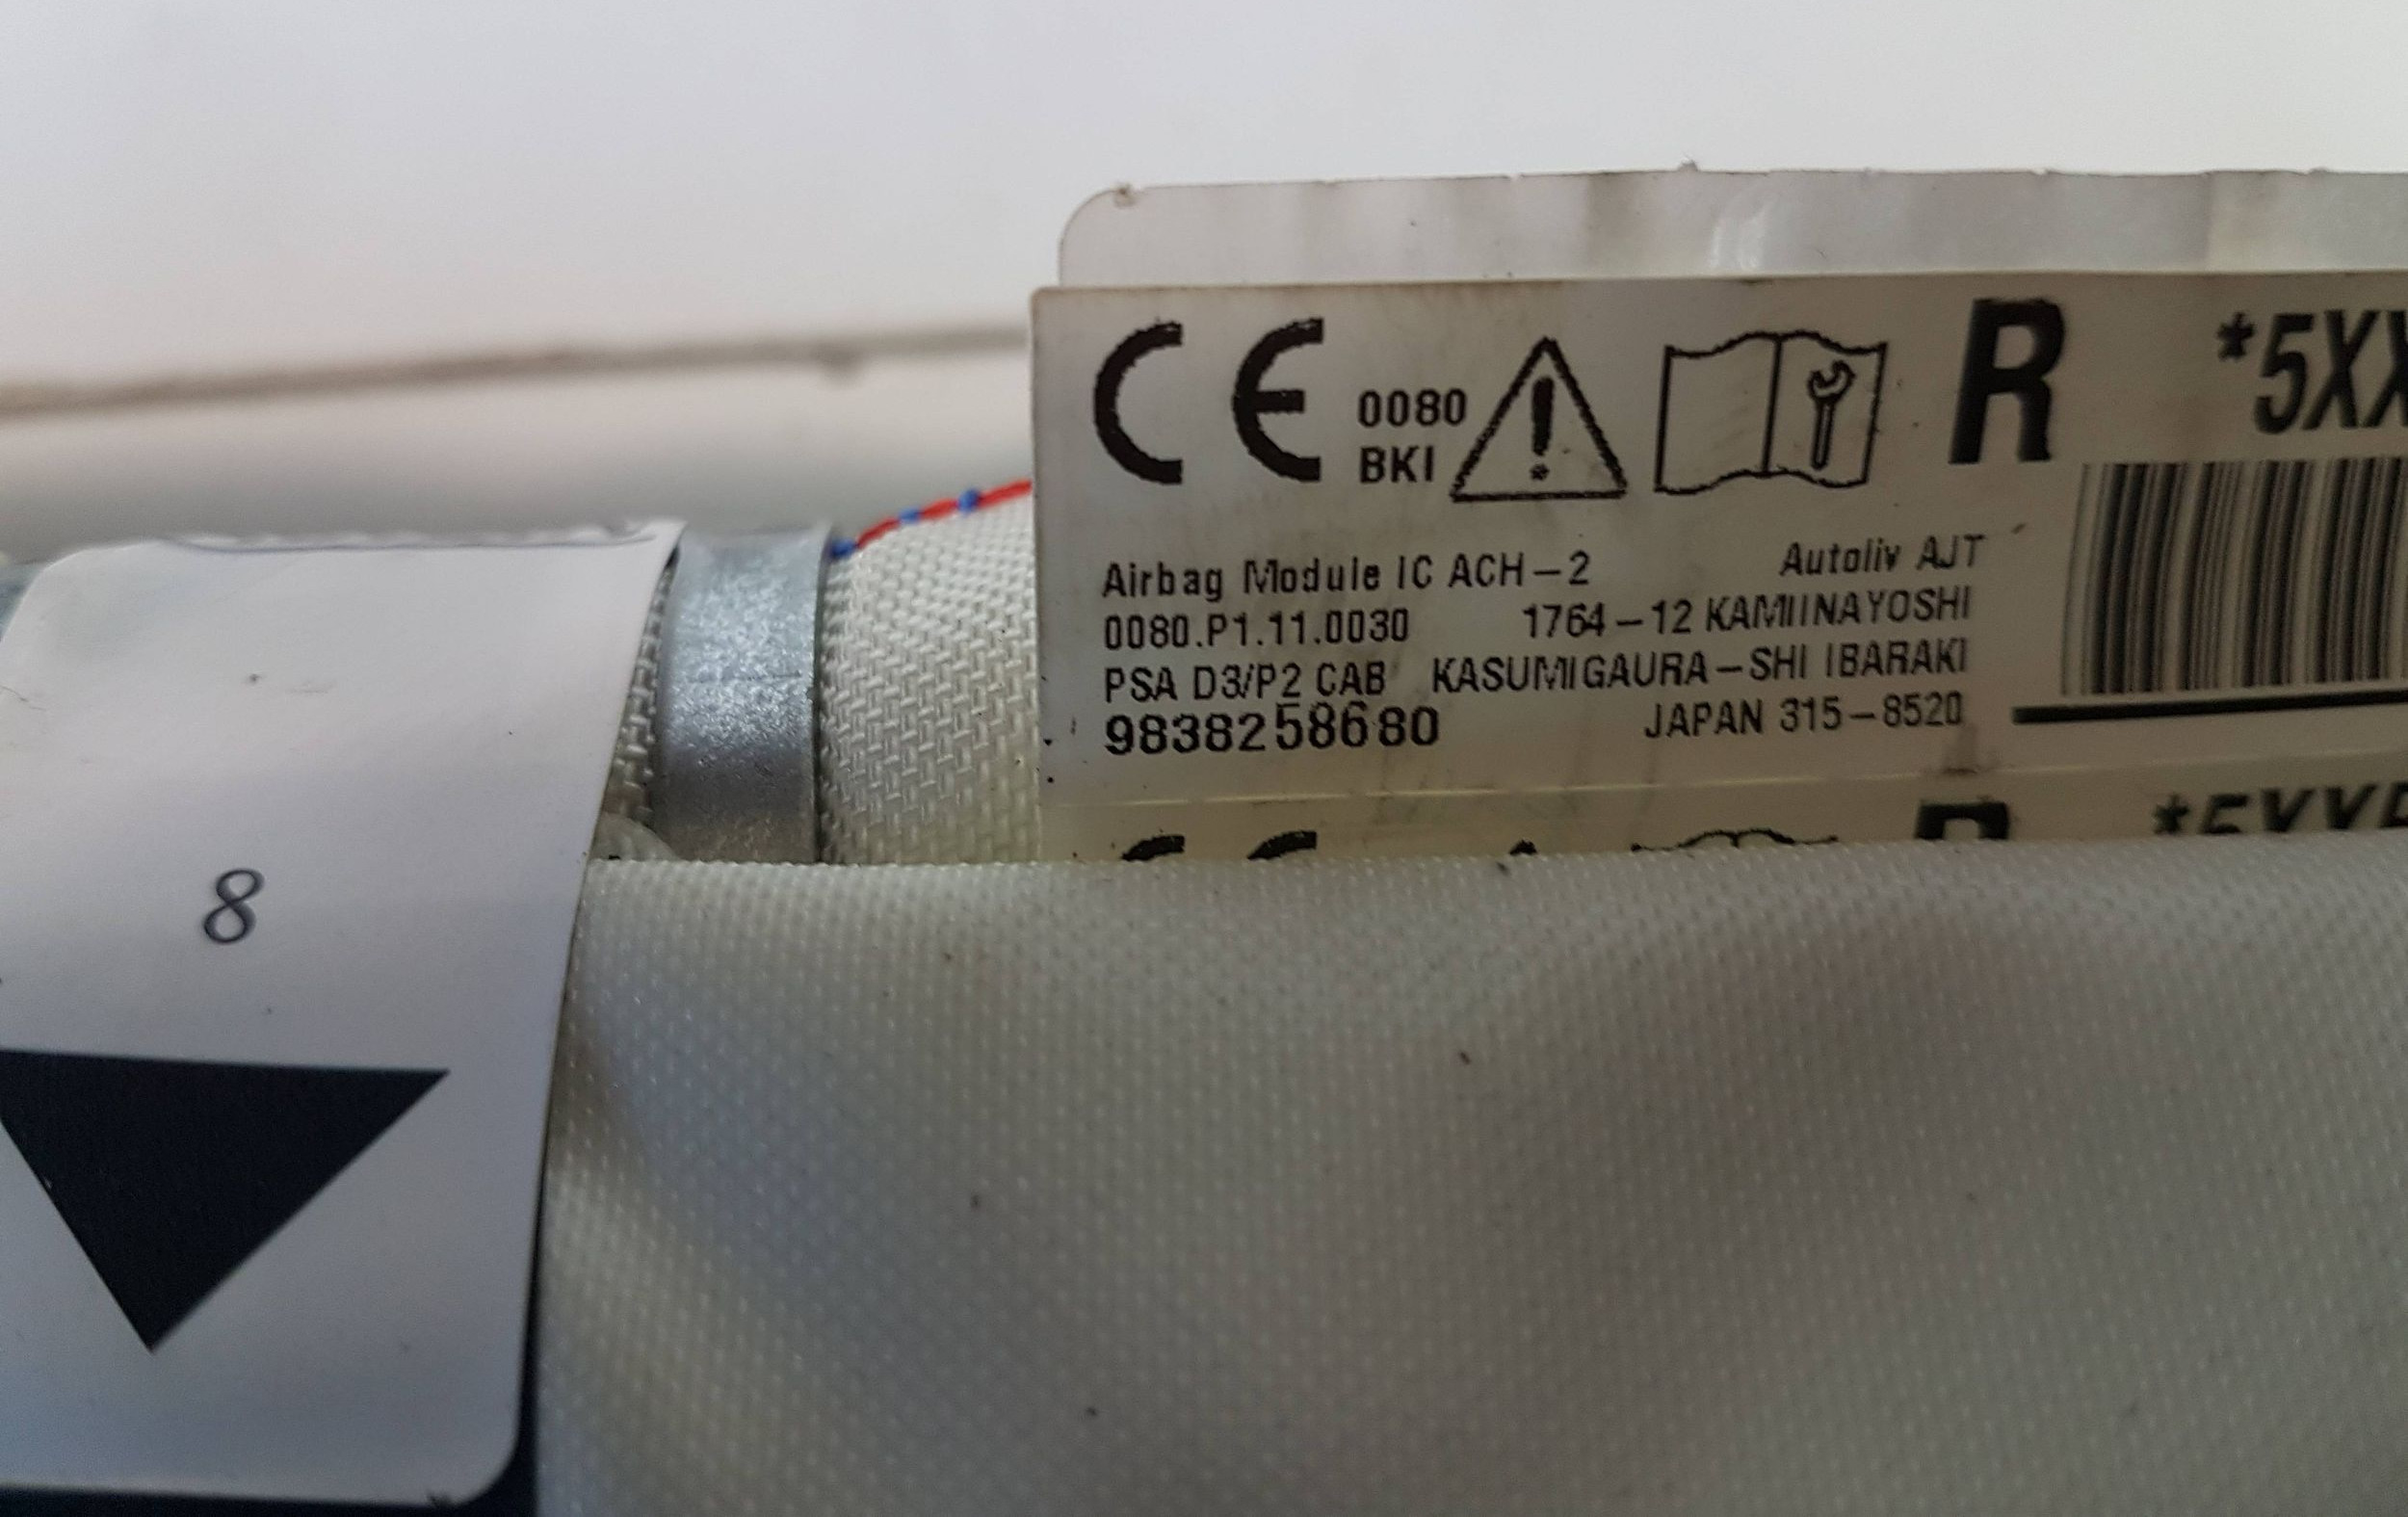 CE 0080 R *5XX
BKI
Airbag Module IC ACH-2 Autoliv AJT
0080.P1.11.0030 1764-12 KAMIINAYOSHI
PSA D3/P2 CAB KASUMIGAURA-SHI IBARAKI
9838258680 JAPAN 315-8520
8